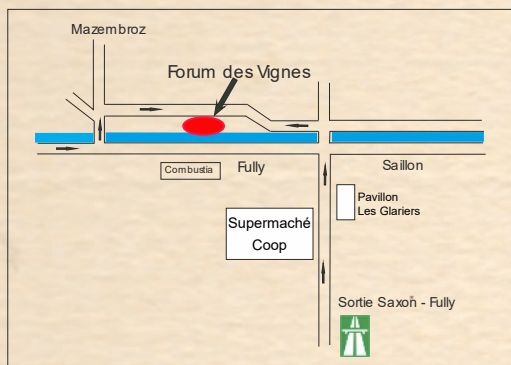 Mazembroz
Forum des Vignes
Combustia
Fully
Saillon
Pavillon
Les Glariers
Supermaché
Coop
Sortie Saxon - Fully